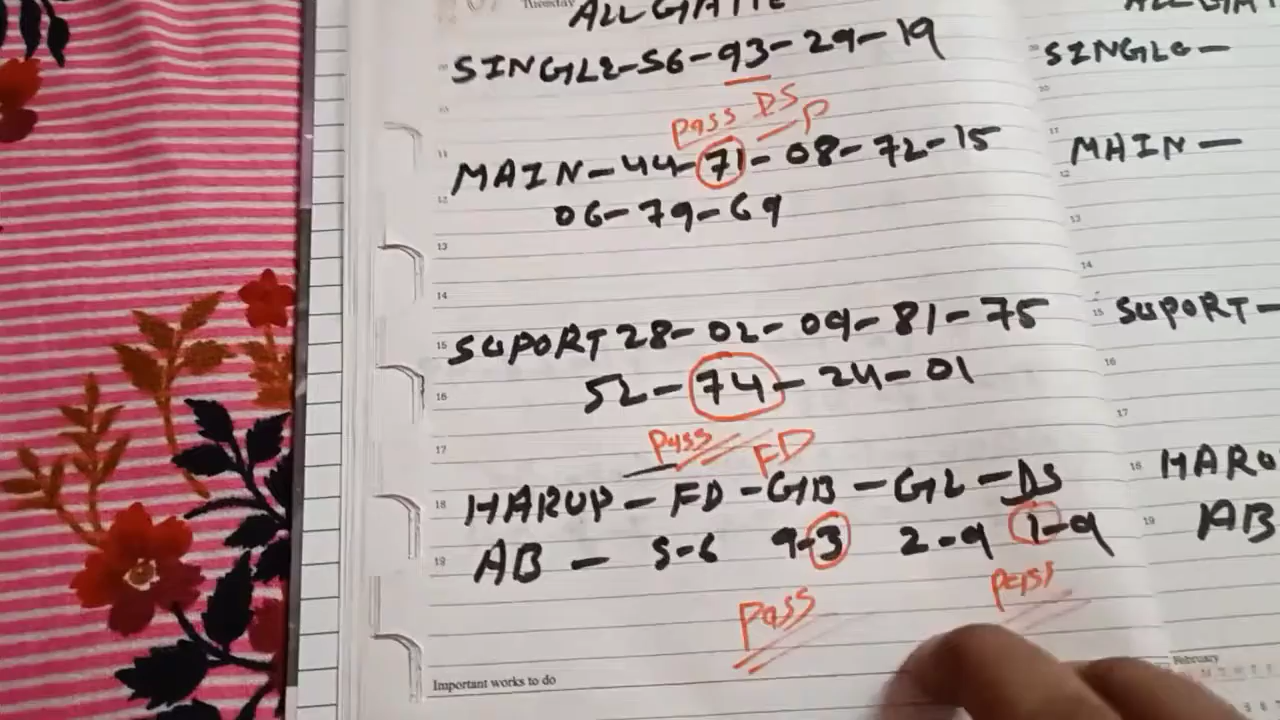 Tuesday
SINGLE-56-93-29-19
SINGLE-
Pass DS
P
MAIN-44-71-08-72-15
MAIN-
06-79-69
SUPORT 28-02-09-81-75
SUPORT-
52-74-24-01
Pass FD
HARUP-FD-GB-GL-DS
HARU
AB- 5-6 9-3 2-9 1-9
AB
Pass Pass
Important works to do
February